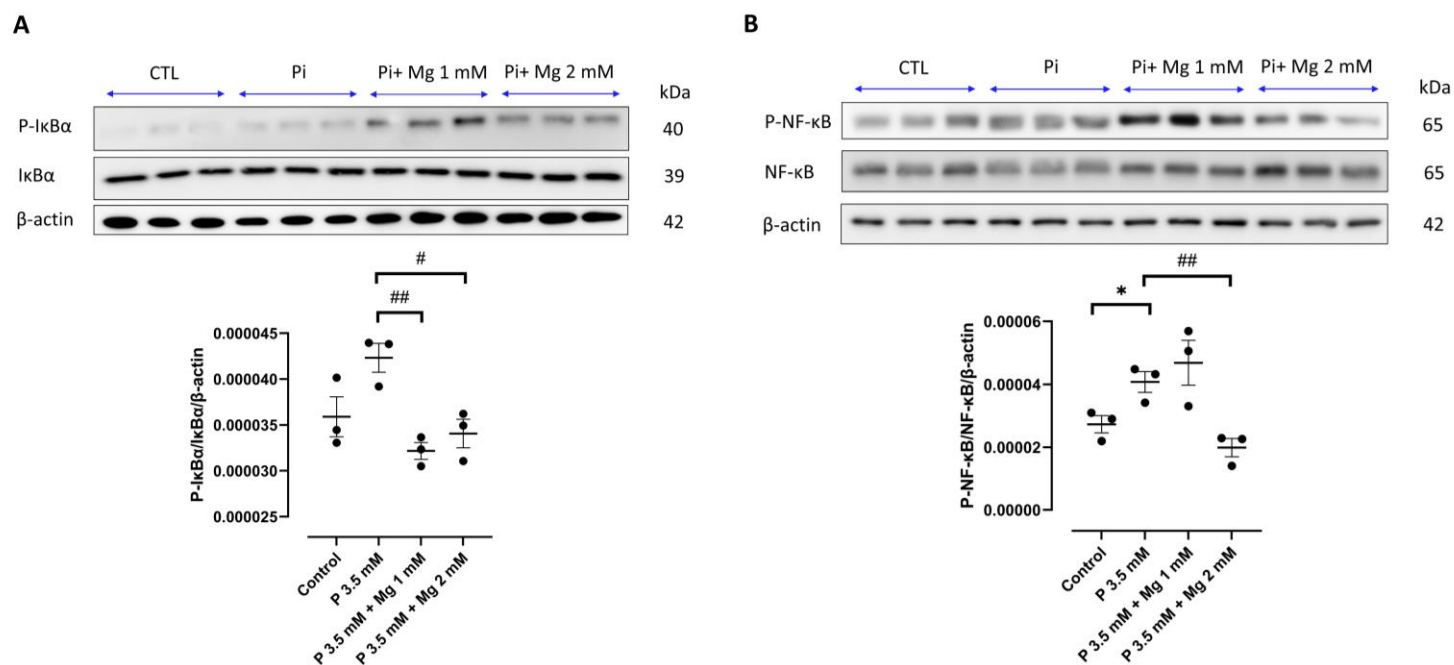 A
CTL Pi Pi+ Mg 1 mM Pi+ Mg 2 mM
kDa
P-IκBα 40
IκBα 39
β-actin 42
#
##
P-IκBα/IκBα/β-actin
0.000045
0.000040
0.000035
0.000030
0.000025
Control
P 3.5 mM
P 3.5 mM + Mg 1 mM
P 3.5 mM + Mg 2 mM
B
CTL Pi Pi+ Mg 1 mM Pi+ Mg 2 mM
kDa
P-NF-κB 65
NF-κB 65
β-actin 42
##
*
P-NF-κB/NF-κB/β-actin
0.00006
0.00004
0.00002
0.00000
Control
P 3.5 mM
P 3.5 mM + Mg 1 mM
P 3.5 mM + Mg 2 mM